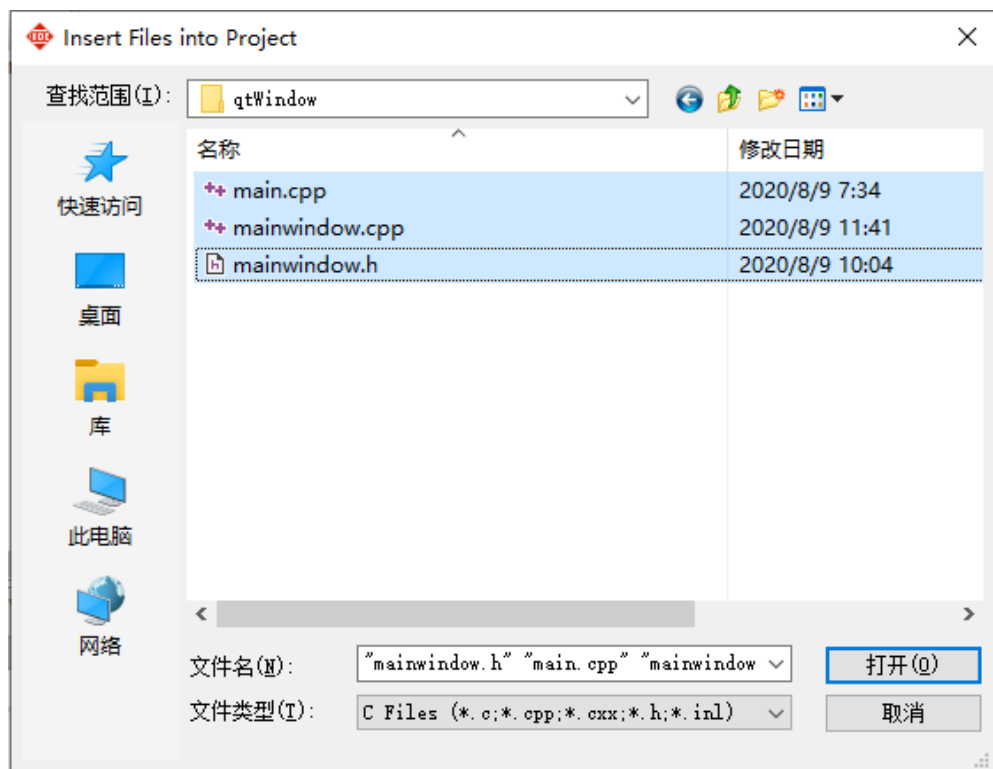 Insert Files into Project
查找范围(I):
qtWindow
名称
修改日期
main.cpp
2020/8/9 7:34
mainwindow.cpp
2020/8/9 11:41
mainwindow.h
2020/8/9 10:04
快速访问
桌面
库
此电脑
网络
文件名(N):
"mainwindow.h" "main.cpp" "mainwindow
打开(O)
文件类型(T):
C Files (*.c;*.cpp;*.cxx;*.h;*.inl)
取消